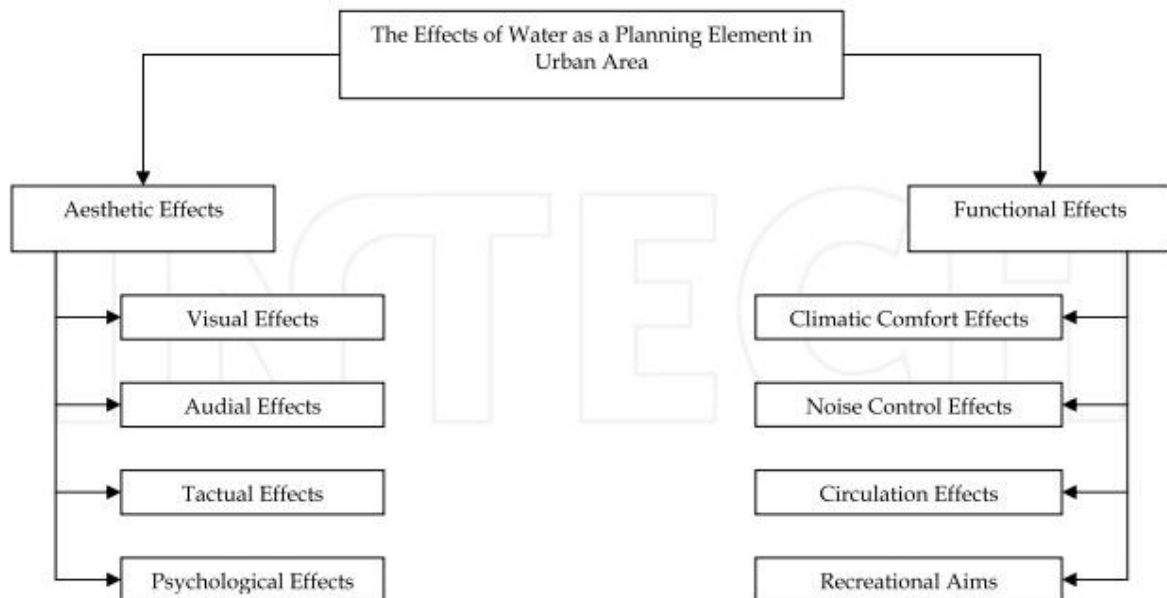 The Effects of Water as a Planning Element in
Urban Area
Aesthetic Effects
Functional Effects
INTECH
Visual Effects
Climatic Comfort Effects
Audial Effects
Noise Control Effects
Tactual Effects
Circulation Effects
Psychological Effects
Recreational Aims